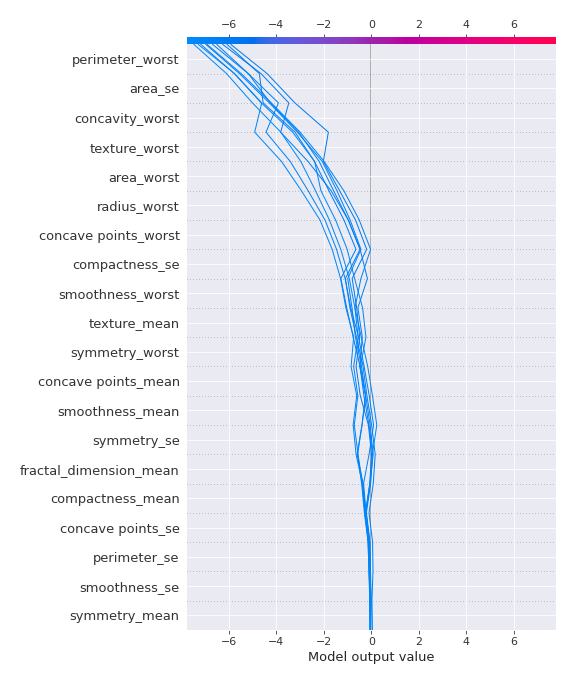 −6 −4 −2 0 2 4 6
perimeter_worst
area_se
concavity_worst
texture_worst
area_worst
radius_worst
concave points_worst
compactness_se
smoothness_worst
texture_mean
symmetry_worst
concave points_mean
smoothness_mean
symmetry_se
fractal_dimension_mean
compactness_mean
concave points_se
perimeter_se
smoothness_se
symmetry_mean
−6 −4 −2 0 2 4 6
Model output value